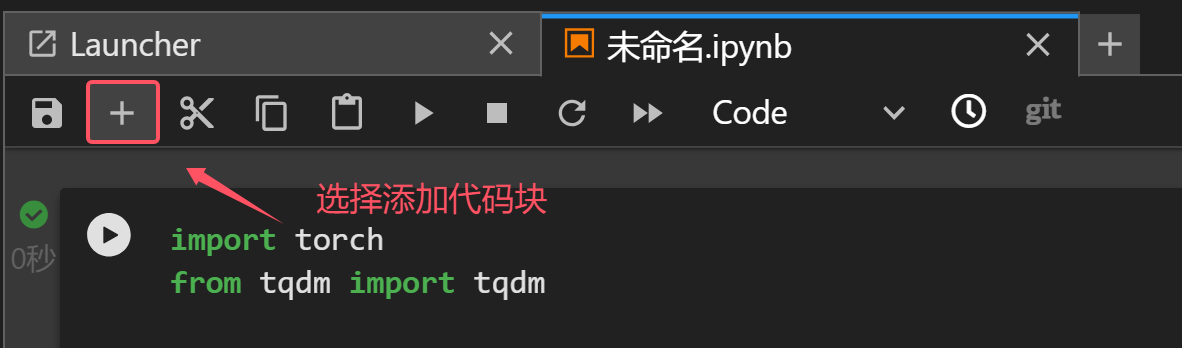 Launcher
未命名.ipynb
Code
git
选择添加代码块
0秒
import torch
from tqdm import tqdm